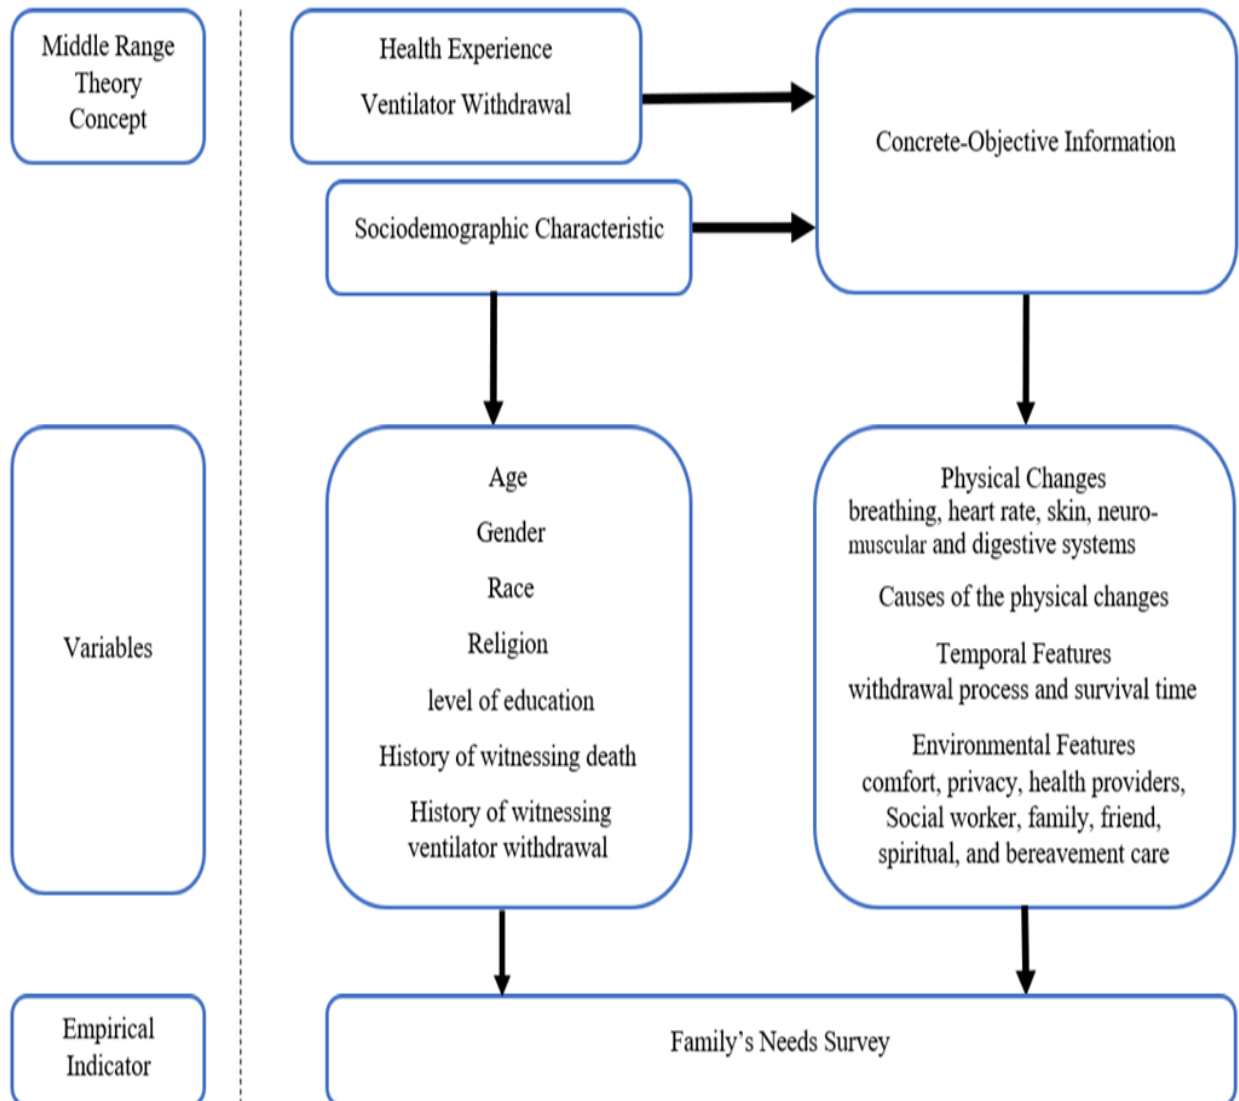 Middle Range
Theory
Concept
Health Experience
Ventilator Withdrawal
Concrete-Objective Information
Sociodemographic Characteristic
Variables
Age
Gender
Race
Religion
level of education
History of witnessing death
History of witnessing
ventilator withdrawal
Physical Changes
breathing, heart rate, skin, neuro-
muscular and digestive systems
Causes of the physical changes
Temporal Features
withdrawal process and survival time
Environmental Features
comfort, privacy, health providers,
Social worker, family, friend,
spiritual, and bereavement care
Empirical
Indicator
Family’s Needs Survey